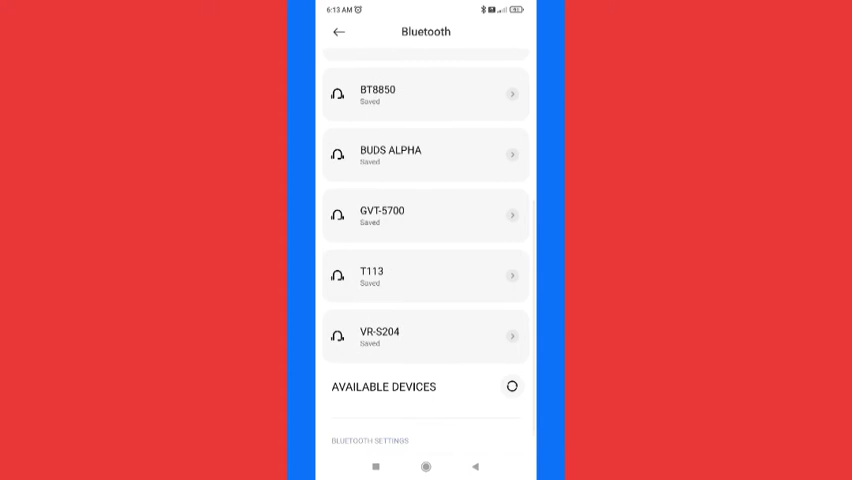 6:13 AM
Bluetooth
BT8850
Saved
BUDS ALPHA
Saved
GVT-5700
Saved
T113
Saved
VR-S204
Saved
AVAILABLE DEVICES
BLUETOOTH SETTINGS